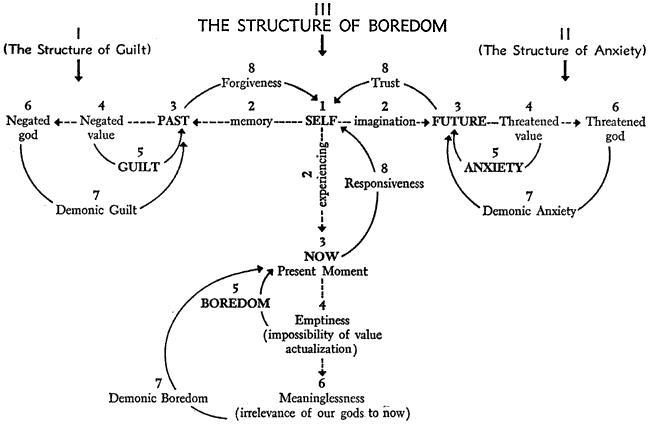 III
THE STRUCTURE OF BOREDOM
I
(The Structure of Guilt)
II
(The Structure of Anxiety)
8
Forgiveness
8
Trust
6
Negated
god
4
Negated
value
3
PAST
2
memory
1
SELF
2
imagination
3
FUTURE
4
Threatened
value
6
Threatened
god
5
GUILT
2
experiencing
8
Responsiveness
5
ANXIETY
7
Demonic Guilt
7
Demonic Anxiety
3
NOW
Present Moment
5
BOREDOM
4
Emptiness
(impossibility of value
actualization)
7
Demonic Boredom
6
Meaninglessness
(irrelevance of our gods to now)